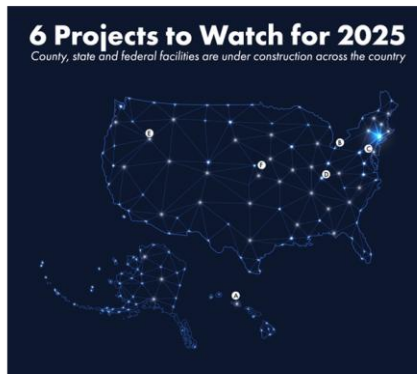 6 Projects to Watch for 2025
County, state and federal facilities are under construction across the country
E
B
C
F
D
A